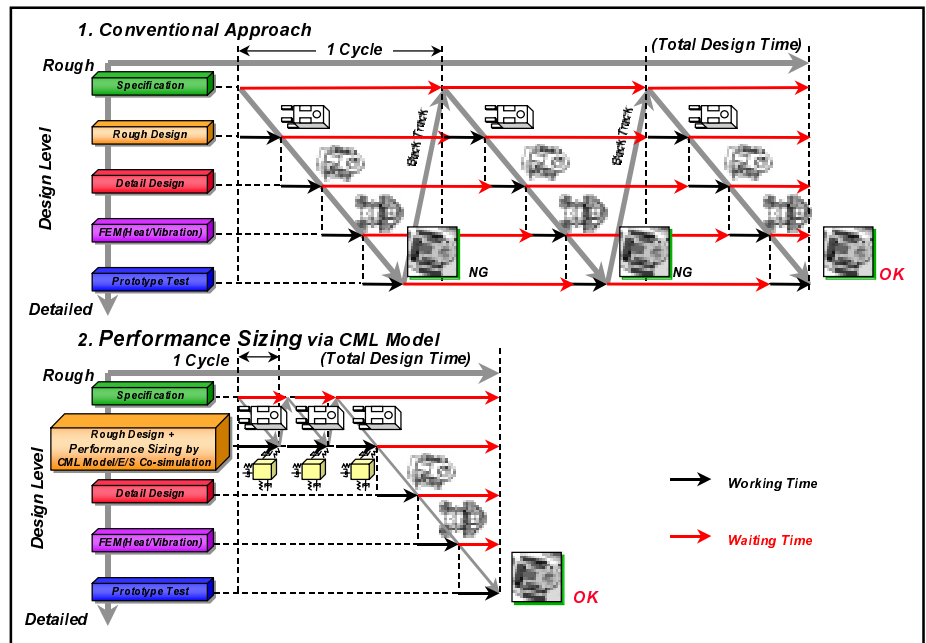 1. Conventional Approach
1 Cycle
(Total Design Time)
Rough
Specification
Rough Design
Detail Design
FEM(Heat/Vibration)
Prototype Test
Design Level
Detailed
Back Track
Back Track
NG
NG
OK
2. Performance Sizing via CML Model
1 Cycle
(Total Design Time)
Rough
Specification
Rough Design +
Performance Sizing by
CML Model/E/S Co-simulation
Detail Design
FEM(Heat/Vibration)
Prototype Test
Design Level
Detailed
OK
Working Time
Waiting Time